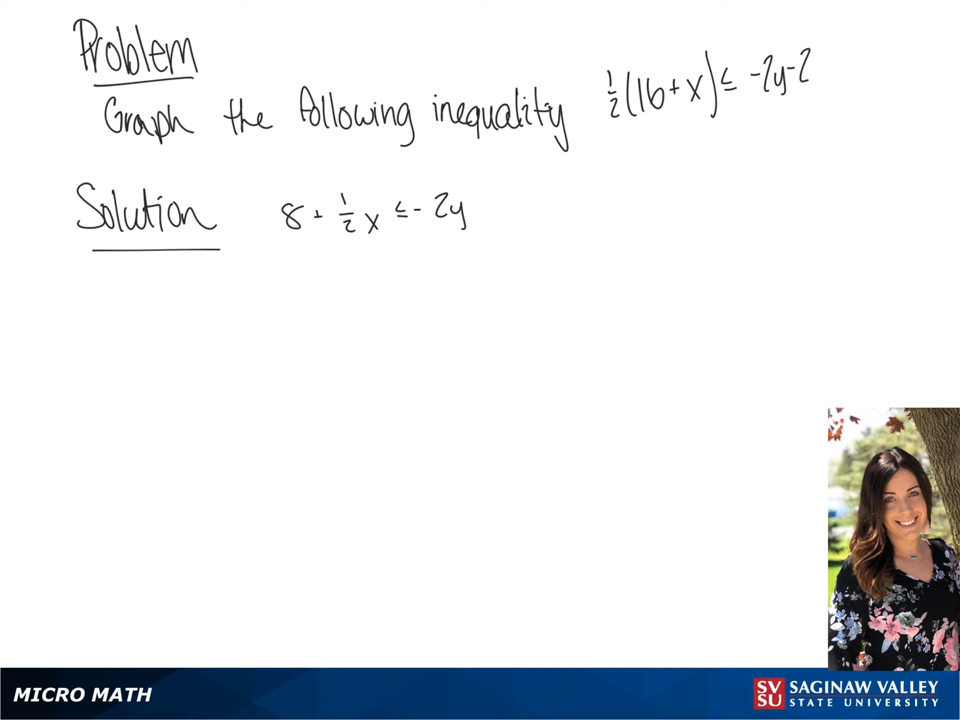 Problem
Graph the following inequality ½(16+x) ≤ -2y-2
Solution 8 + ½x ≤ -2y
MICRO MATH
SVSU SAGINAW VALLEY
STATE UNIVERSITY